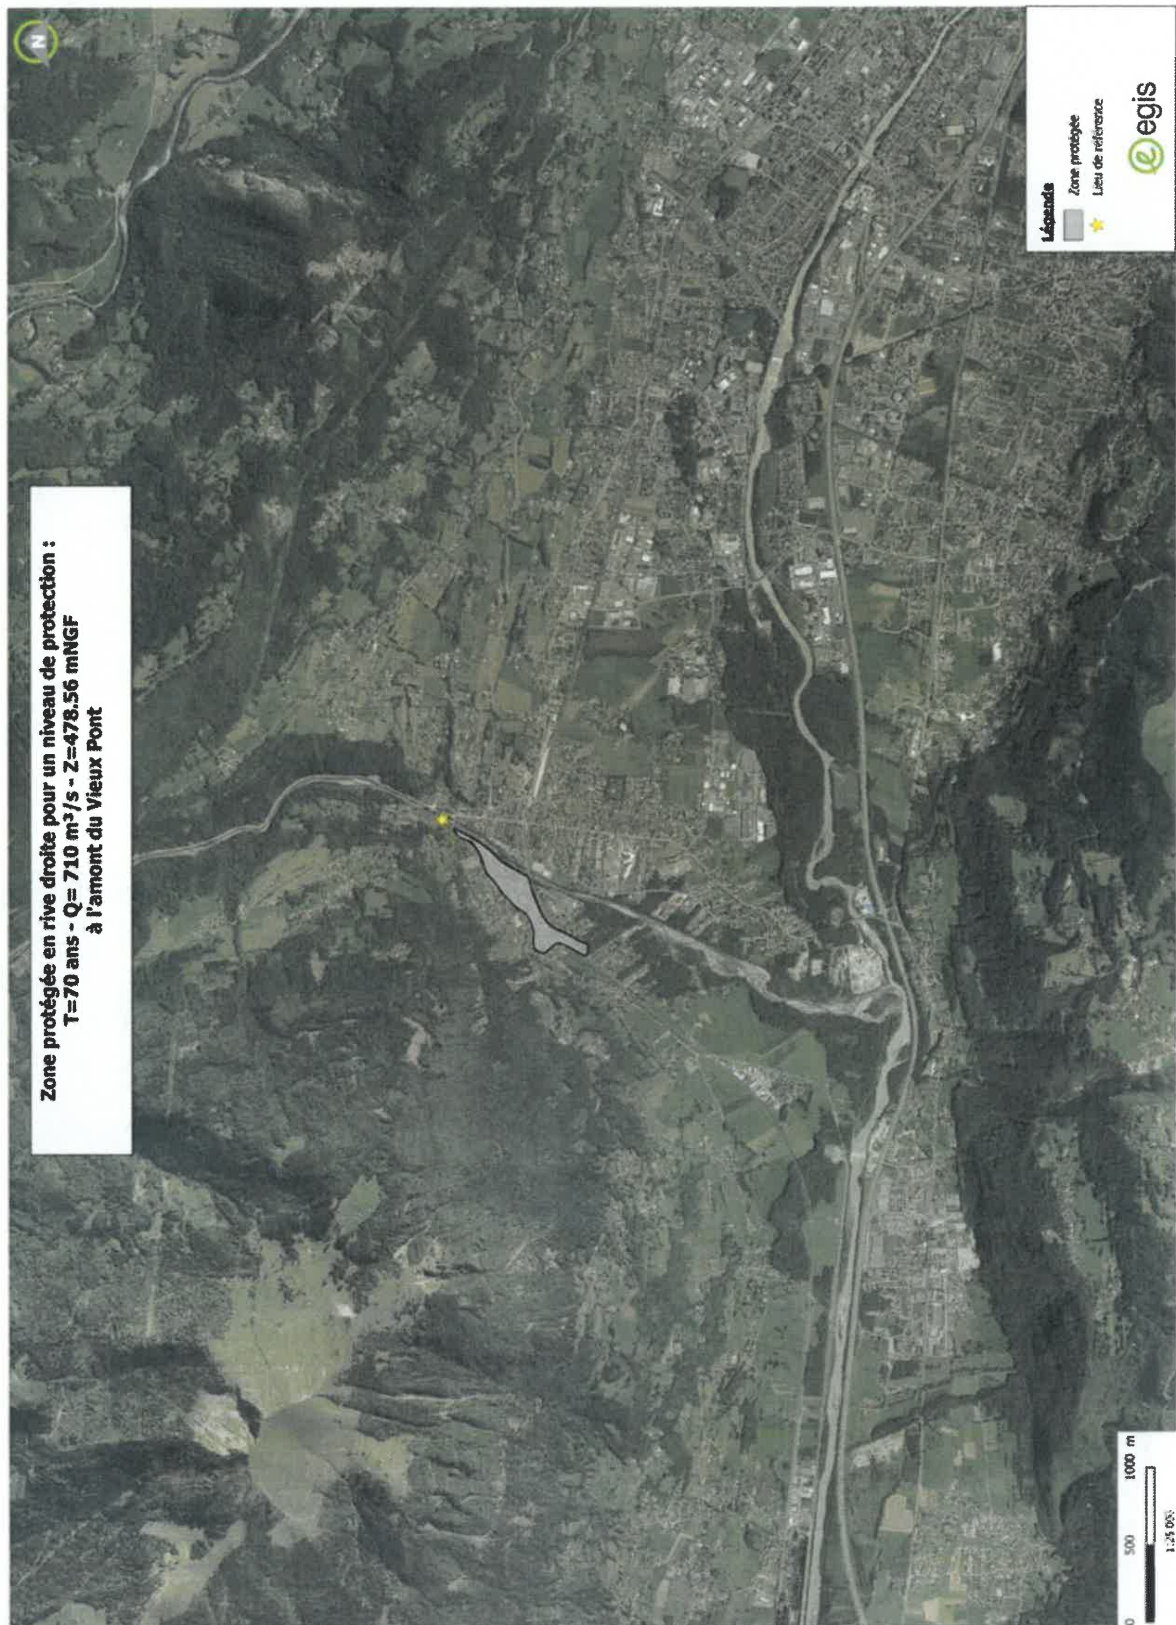 Zone protégée en rive droite pour un niveau de protection :
T=70 ans - Q= 710 m³/s - Z=478.56 mNGF
à l'amont du Vieux Pont
N
Légende
Zone protégée
Lieu de référence
egis
0 500 1000 m